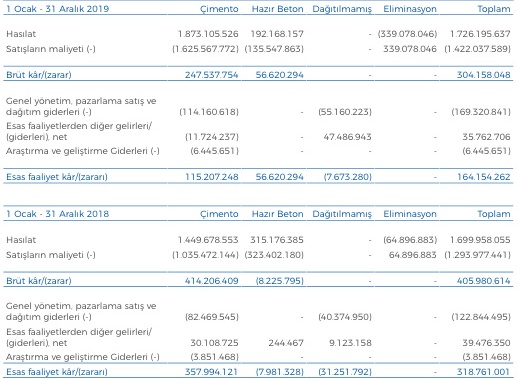 1 Ocak - 31 Aralık 2019 Çimento Hazır Beton Dağıtılmamış Eliminasyon Toplam
Hasılat 1.873.105.526 192.168.157 - (339.078.046) 1.726.195.637
Satışların maliyeti (-) (1.625.567.772) (135.547.863) - 339.078.046 (1.422.037.589)
Brüt kâr/(zarar) 247.537.754 56.620.294 - - 304.158.048
Genel yönetim, pazarlama satış ve
dağıtım giderleri (-) (114.160.618) - (55.160.223) - (169.320.841)
Esas faaliyetlerden diğer gelirleri/
(giderleri), net (11.724.237) - 47.486.943 - 35.762.706
Araştırma ve geliştirme Giderleri (-) (6.445.651) - - - (6.445.651)
Esas faaliyet kâr/(zararı) 115.207.248 56.620.294 (7.673.280) - 164.154.262
1 Ocak - 31 Aralık 2018 Çimento Hazır Beton Dağıtılmamış Eliminasyon Toplam
Hasılat 1.449.678.553 315.176.385 - (64.896.883) 1.699.958.055
Satışların maliyeti (-) (1.035.472.144) (323.402.180) - 64.896.883 (1.293.977.441)
Brüt kâr/(zarar) 414.206.409 (8.225.795) - - 405.980.614
Genel yönetim, pazarlama satış ve
dağıtım giderleri (-) (82.469.545) - (40.374.950) - (122.844.495)
Esas faaliyetlerden diğer gelirleri/
(giderleri), net 30.108.725 244.467 9.123.158 - 39.476.350
Araştırma ve geliştirme Giderleri (-) (3.851.468) - - - (3.851.468)
Esas faaliyet kâr/(zararı) 357.994.121 (7.981.328) (31.251.792) - 318.761.001